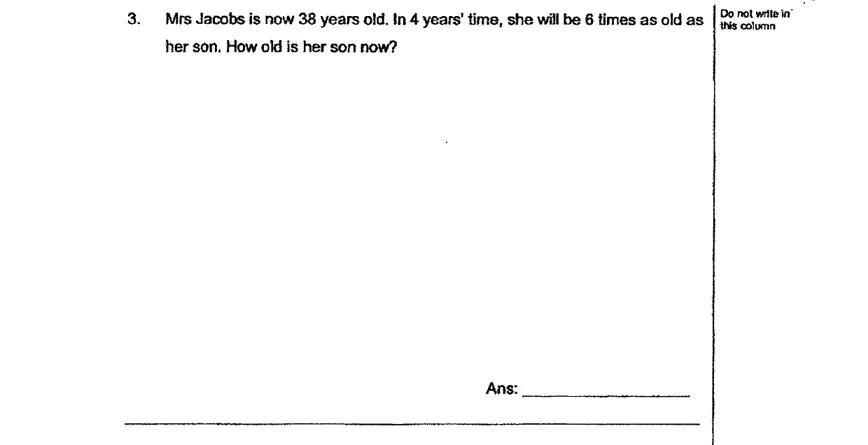 3. Mrs Jacobs is now 38 years old. In 4 years' time, she will be 6 times as old as
her son. How old is her son now?
Do not write in
this column
Ans: